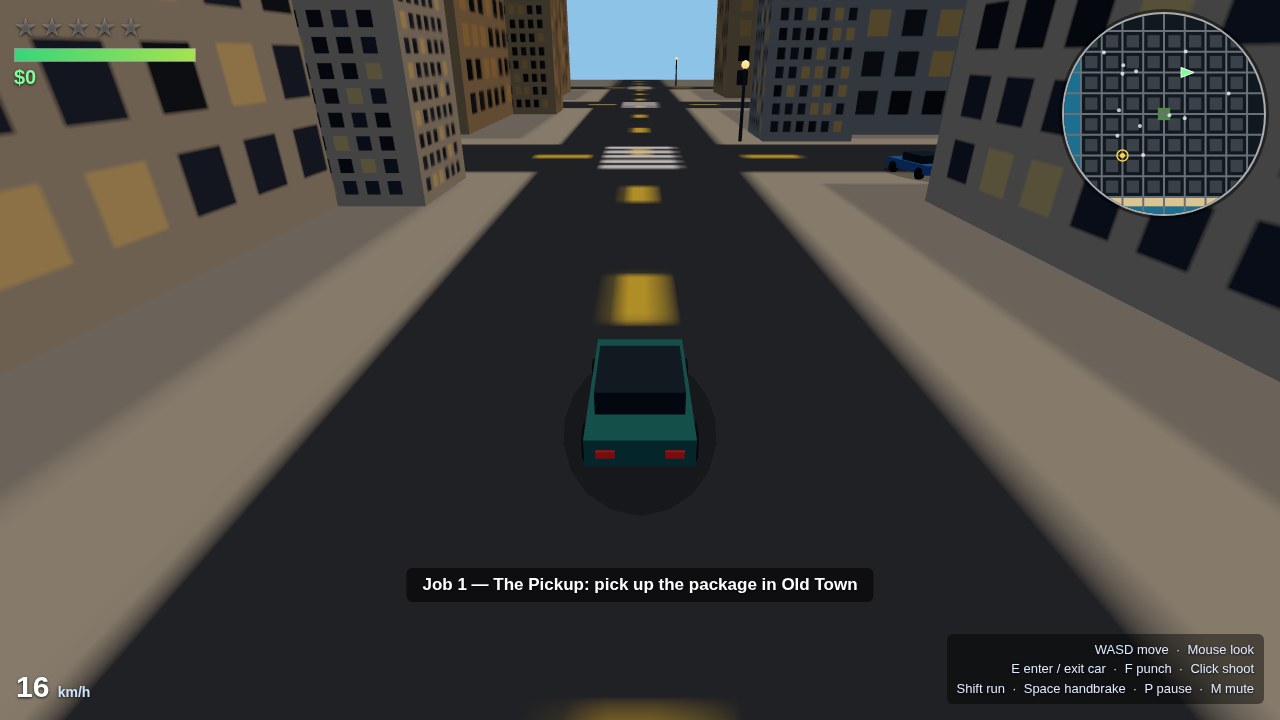 $0
Job 1 — The Pickup: pick up the package in Old Town
16 km/h
WASD move · Mouse look
E enter / exit car · F punch · Click shoot
Shift run · Space handbrake · P pause · M mute